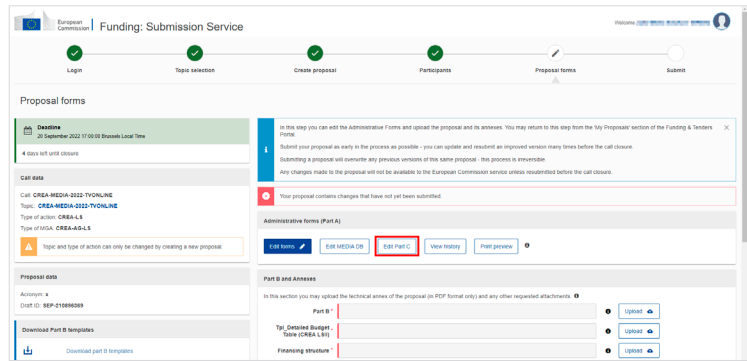 European
Commission
Funding: Submission Service
Welcome
Login
Topic selection
Create proposal
Participants
Proposal forms
Submit
Proposal forms
Deadline
20 September 2022 17:00:00 Brussels Local Time
4 days left until closure
Call data
Call: CREA-MEDIA-2022-TVONLINE
Topic: CREA-MEDIA-2022-TVONLINE
Type of action: CREA-LS
Type of MGA: CREA-AG-LS
Topic and type of action can only be changed by creating a new proposal.
Proposal data
Acronym: x
Draft ID: SEP-210896389
Download Part B templates
Download part B templates
In this step you can edit the Administrative Forms and upload the proposal and its annexes. You may return to this step from the 'My Proposals' section of the Funding & Tenders
Portal.
Submit your proposal as early in the process as possible - you can update and resubmit an improved version many times before the call closure.
Submitting a proposal will overwrite any previous versions of this same proposal - this process is irreversible.
Any changes made to the proposal will not be available to the European Commission service unless resubmitted before the call closure.
Your proposal contains changes that have not yet been submitted
Administrative forms (Part A)
Edit forms
Edit MEDIA DB
Edit Part C
View history
Print preview
Part B and Annexes
In this section you may upload the technical annex of the proposal (in PDF format only) and any other requested attachments.
Part B *
Upload
Tpl_Detailed Budget
Table (CREA LSII)
Upload
Financing structure *
Upload